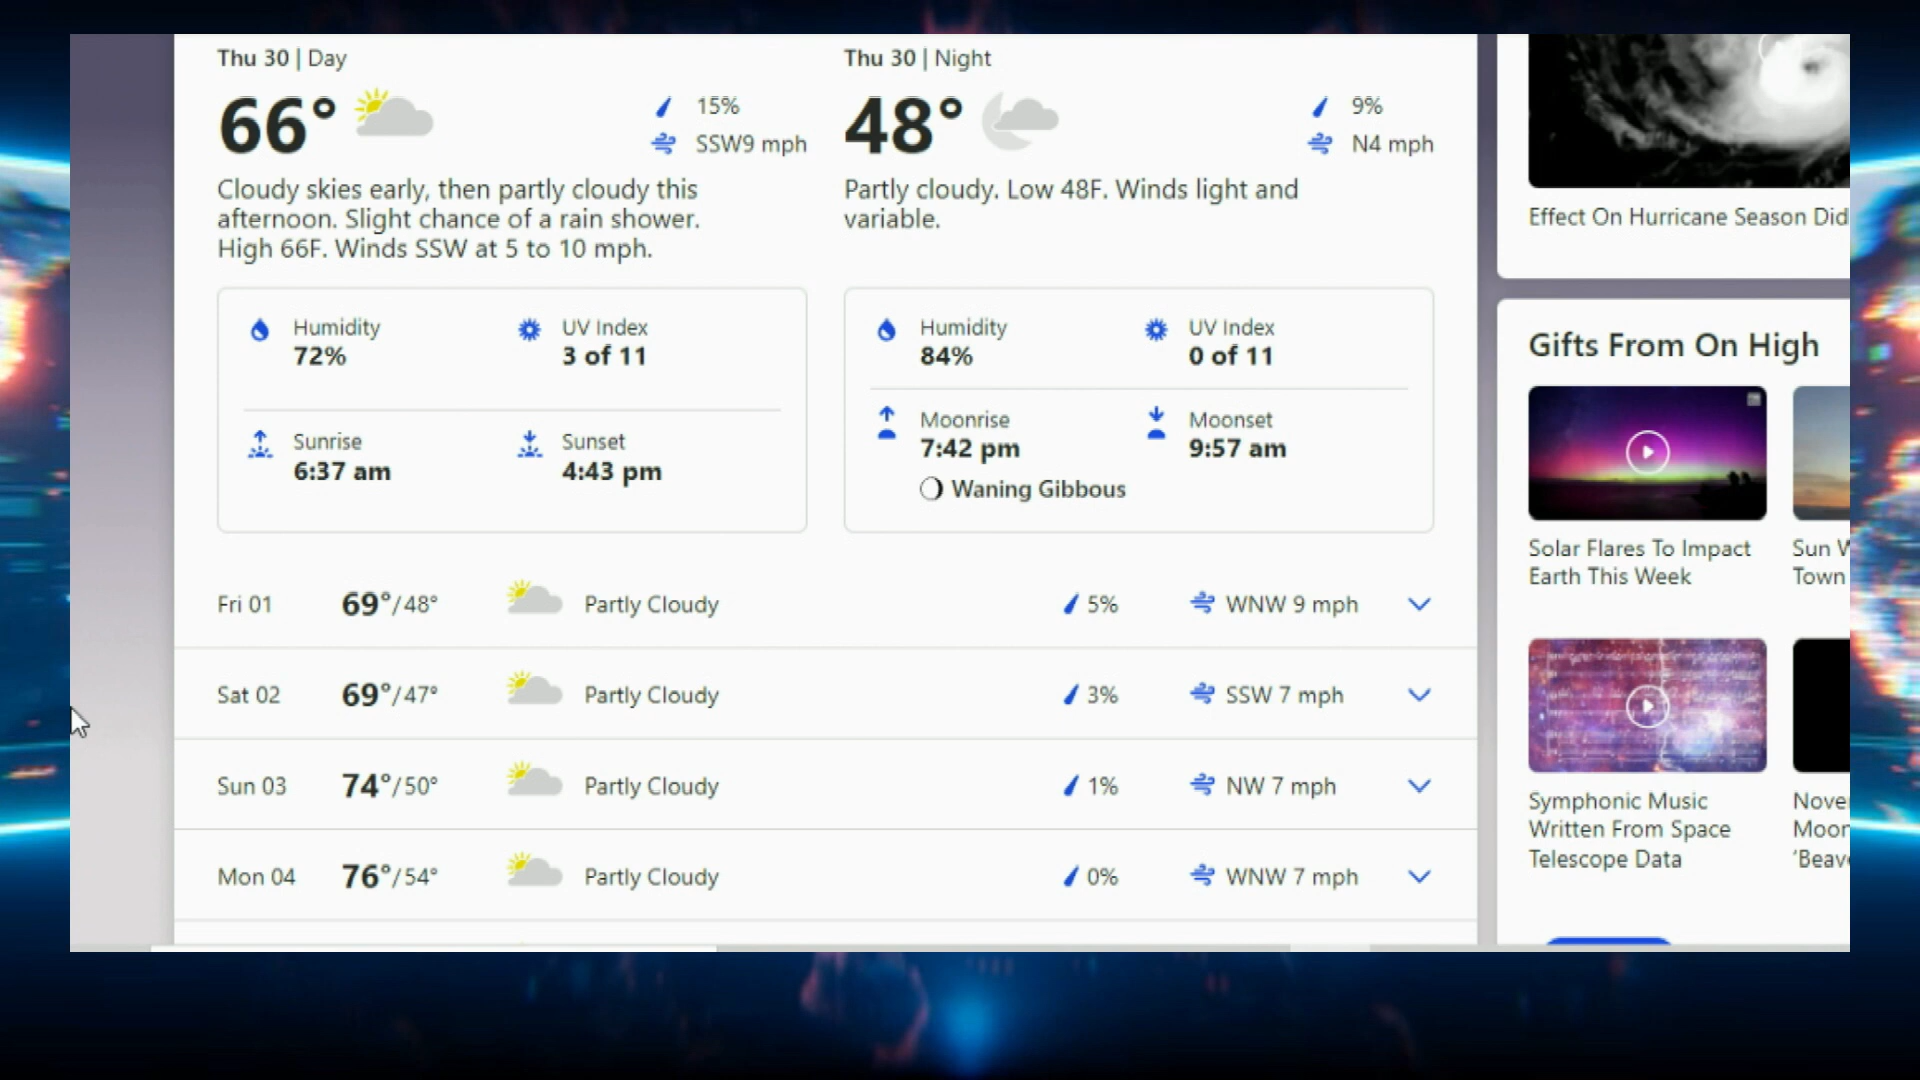 Thu 30 | Day
66°
15%
SSW9 mph
Cloudy skies early, then partly cloudy this
afternoon. Slight chance of a rain shower.
High 66F. Winds SSW at 5 to 10 mph.
Humidity
72%
UV Index
3 of 11
Sunrise
6:37 am
Sunset
4:43 pm
Thu 30 | Night
48°
9%
N4 mph
Partly cloudy. Low 48F. Winds light and
variable.
Humidity
84%
UV Index
0 of 11
Moonrise
7:42 pm
Waning Gibbous
Moonset
9:57 am
Fri 01 69°/48° Partly Cloudy 5% WNW 9 mph
Sat 02 69°/47° Partly Cloudy 3% SSW 7 mph
Sun 03 74°/50° Partly Cloudy 1% NW 7 mph
Mon 04 76°/54° Partly Cloudy 0% WNW 7 mph
Effect On Hurricane Season Did
Gifts From On High
Solar Flares To Impact
Earth This Week
Sun
Town
Symphonic Music
Written From Space
Telescope Data